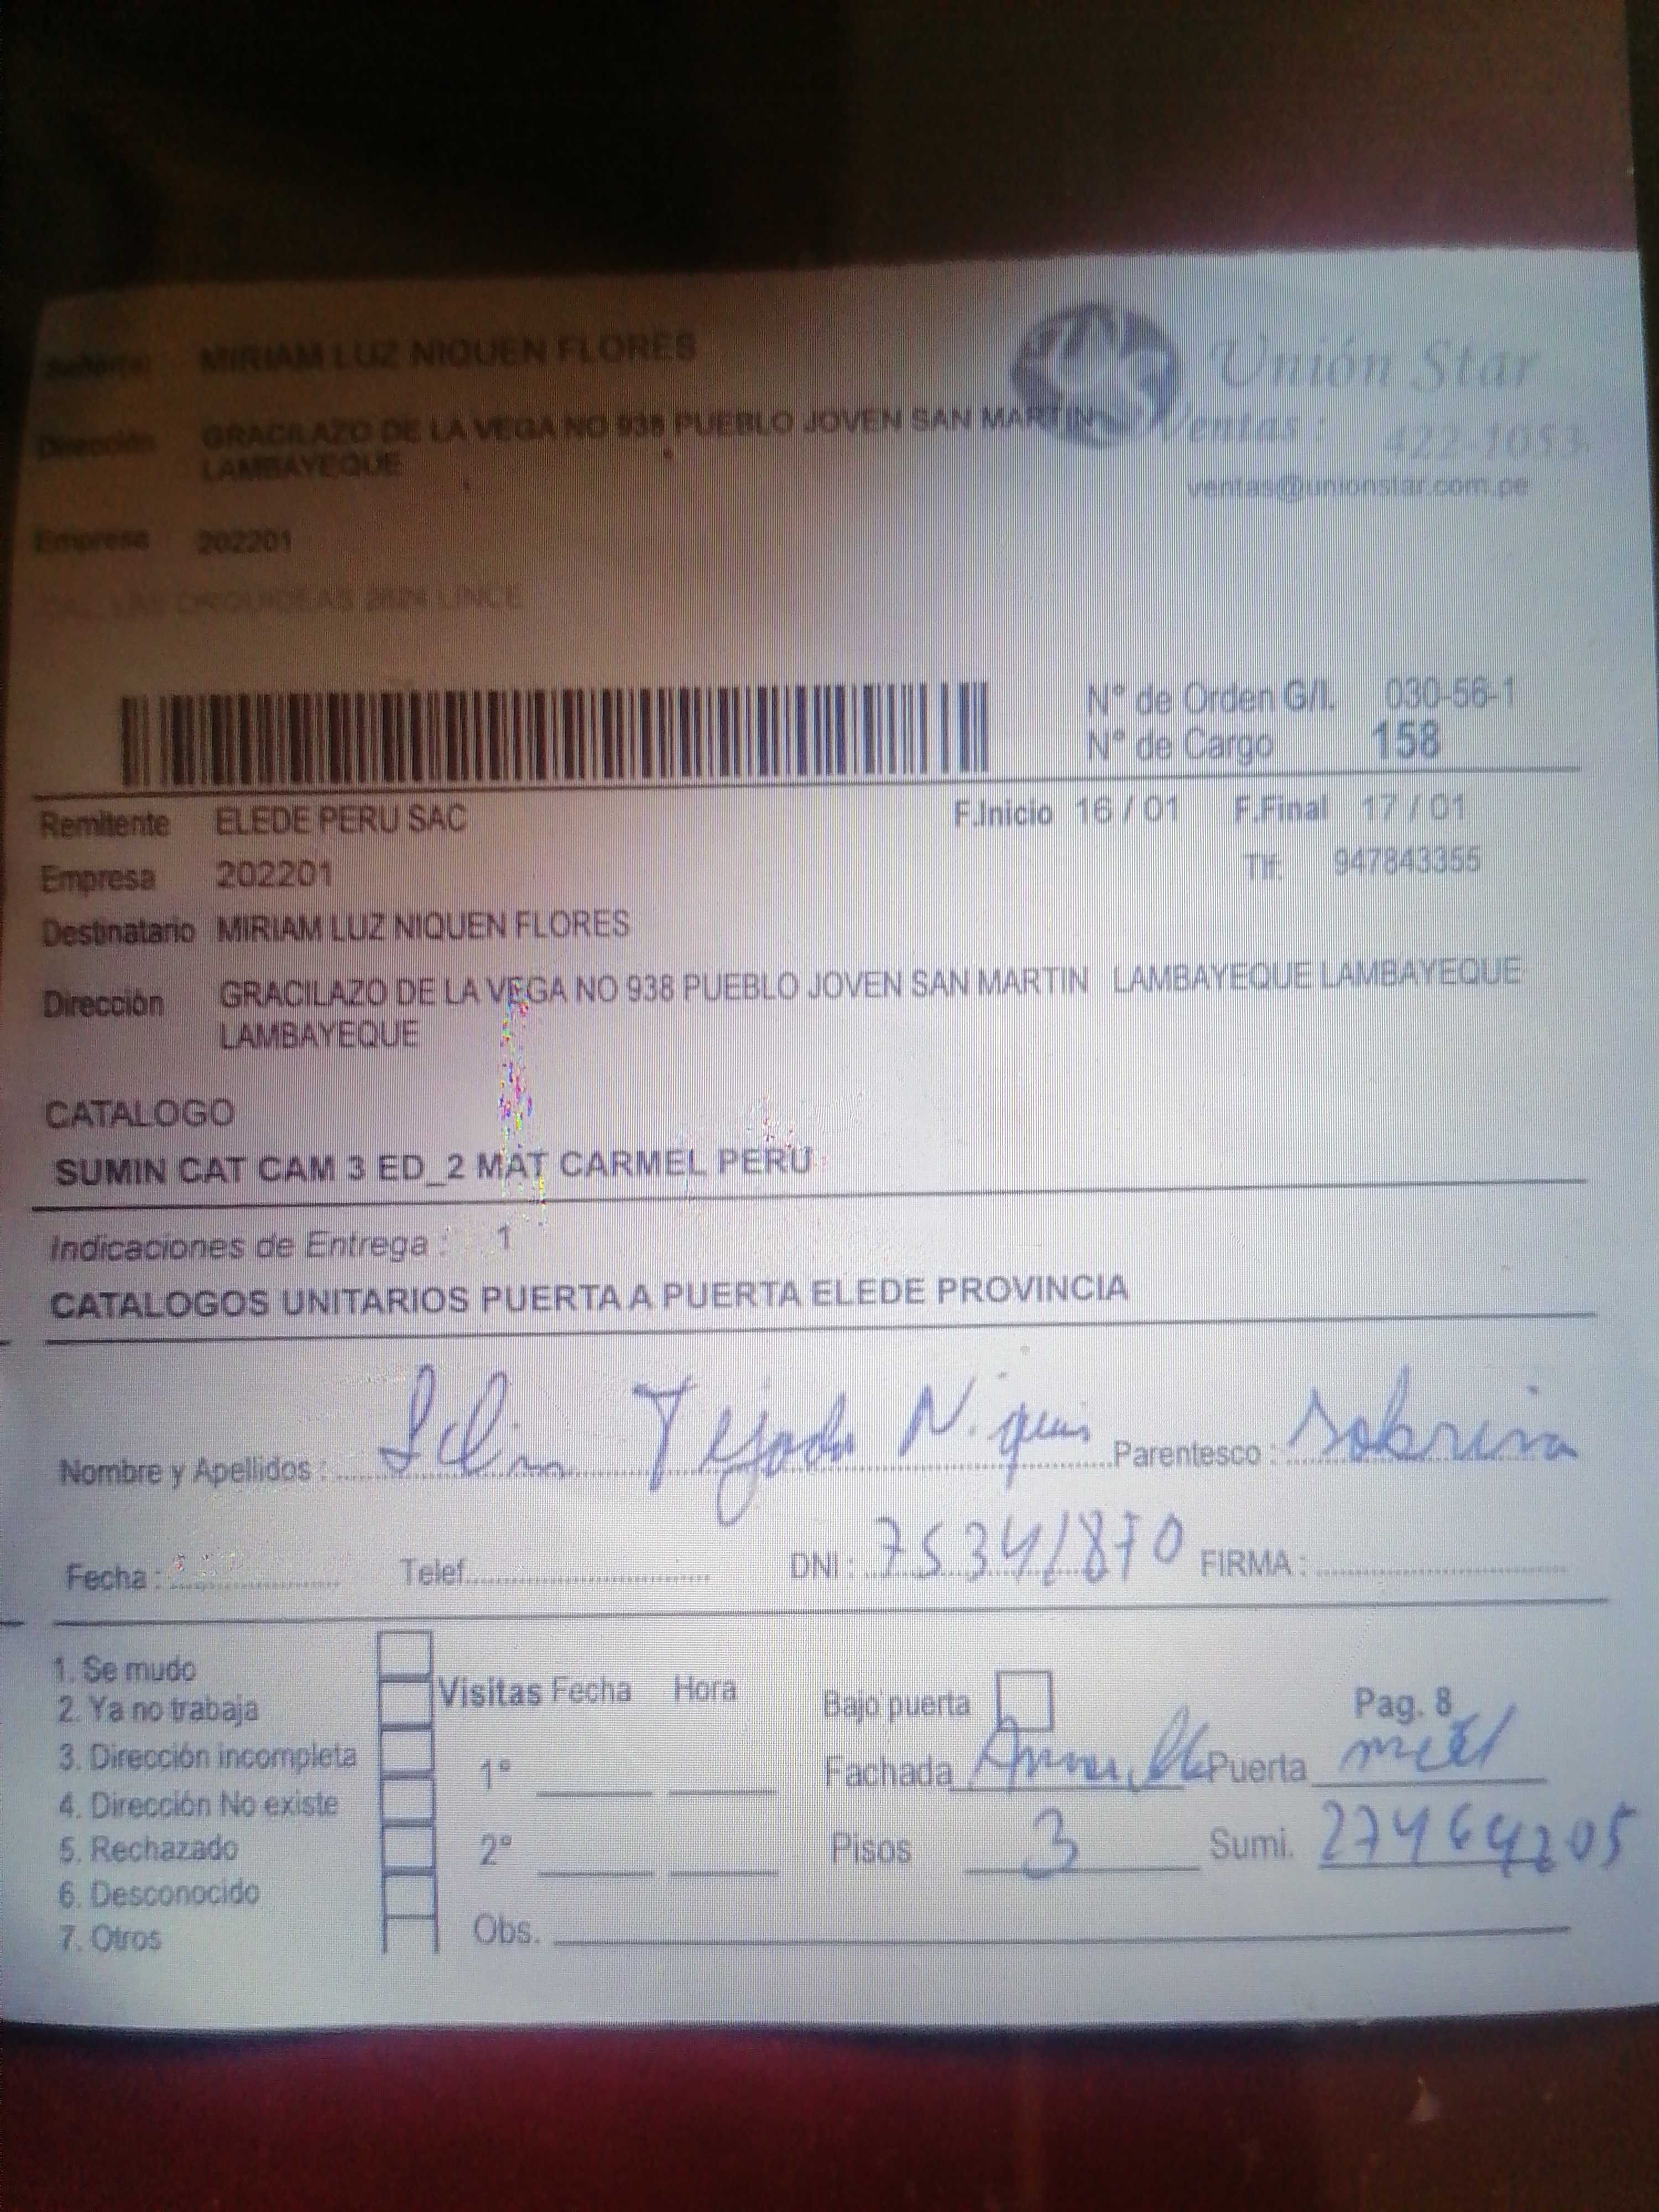 Señor(a) MIRIAM LUZ NIQUEN FLORES
Unión Star
Dirección GRACILAZO DE LA VEGA NO 938 PUEBLO JOVEN SAN MARTIN
LAMBAYEQUE
Ventas : 422-1053
ventas@unionstar.com.pe
Empresa 202201
ORQUIDEAS LINCE
N° de Orden G/I. 030-56-1
N° de Cargo 158
Remitente ELEDE PERU SAC F.Inicio 16 / 01 F.Final 17 / 01
Empresa 202201 Tlf: 947843355
Destinatario MIRIAM LUZ NIQUEN FLORES
Dirección GRACILAZO DE LA VEGA NO 938 PUEBLO JOVEN SAN MARTIN LAMBAYEQUE LAMBAYEQUE
LAMBAYEQUE
CATALOGO
SUMIN CAT CAM 3 ED_2 MAT CARMEL PERU
Indicaciones de Entrega : 1
CATALOGOS UNITARIOS PUERTA A PUERTA ELEDE PROVINCIA
Nombre y Apellidos : Tejada Niquen Parentesco : Sobrina
Fecha : Telef. DNI : 75341870 FIRMA :
1. Se mudo
2. Ya no trabaja
3. Dirección incompleta
4. Dirección No existe
5. Rechazado
6. Desconocido
7. Otros
Visitas Fecha Hora
1°
2°
Obs.
Bajo puerta Pag. 8
Fachada Puerta
Pisos 3 Sumi.